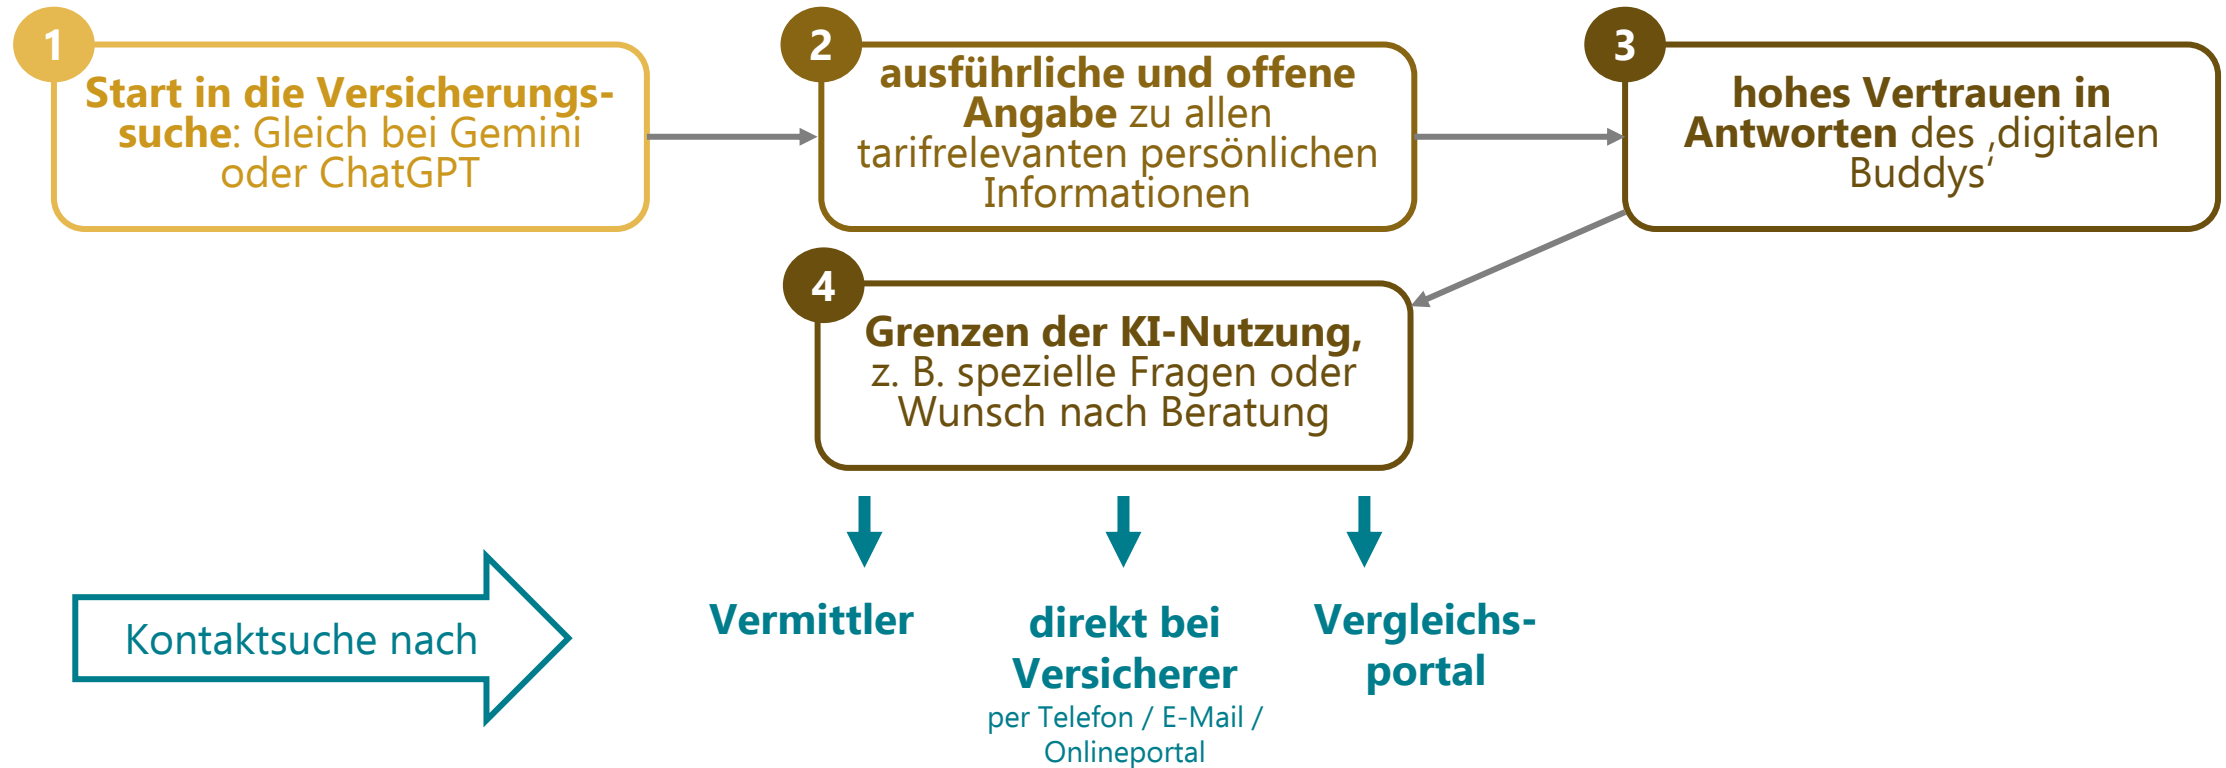 1
Start in die Versicherungs-
suche: Gleich bei Gemini
oder ChatGPT
2
ausführliche und offene
Angabe zu allen
tarifrelevanten persönlichen
Informationen
3
hohes Vertrauen in
Antworten des ‚digitalen
Buddys‘
4
Grenzen der KI-Nutzung,
z. B. spezielle Fragen oder
Wunsch nach Beratung
Kontaktsuche nach
Vermittler
direkt bei
Versicherer
per Telefon / E-Mail /
Onlineportal
Vergleichs-
portal